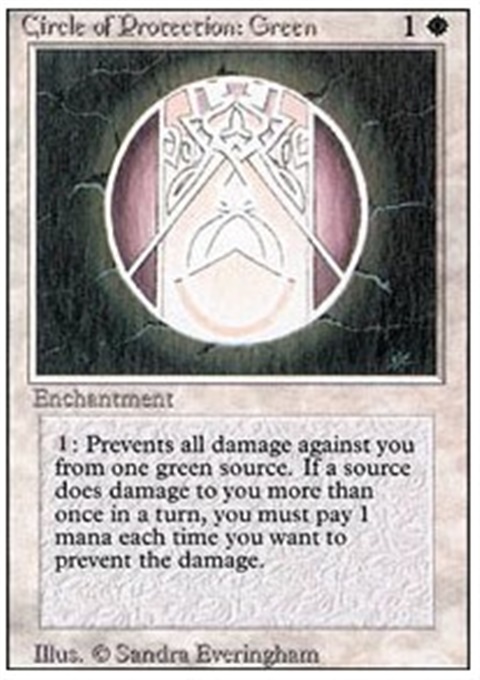 Circle of Protection: Green 1
Enchantment
1: Prevents all damage against you
from one green source. If a source
does damage to you more than
once in a turn, you must pay 1
mana each time you want to
prevent the damage.
Illus. © Sandra Everingham